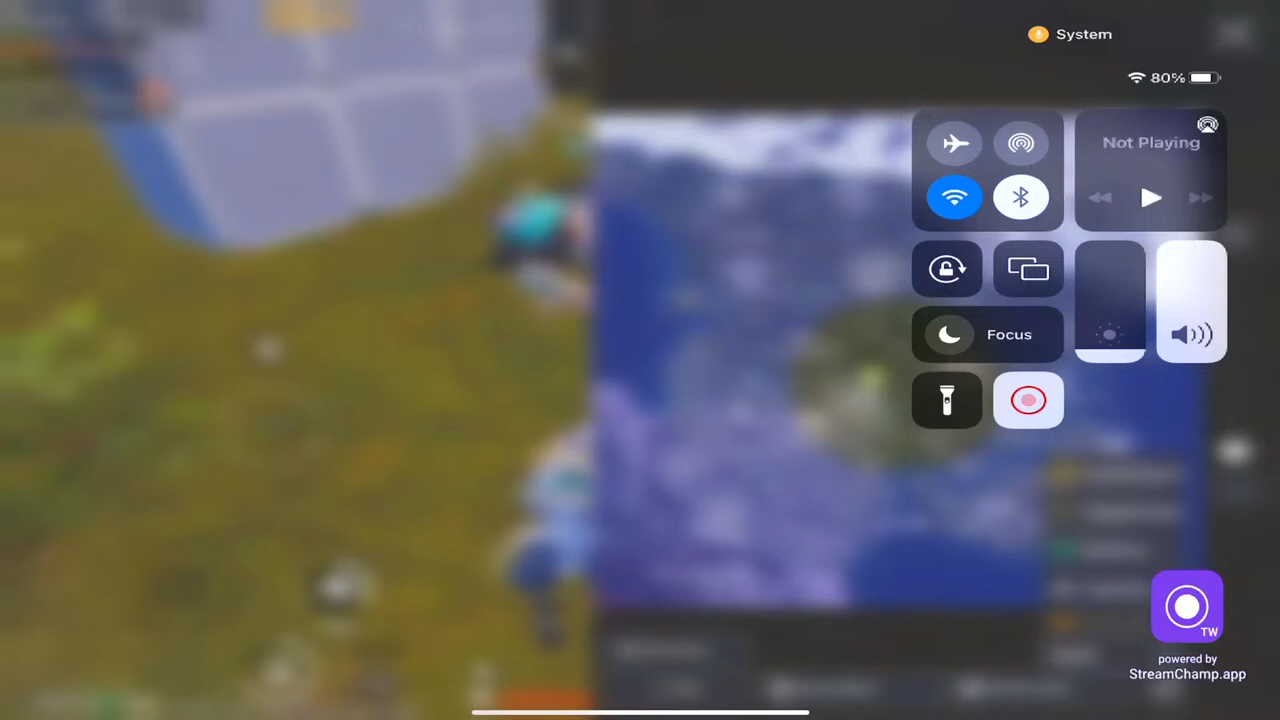 System
80%
Not Playing
Focus
TW
powered by
StreamChamp.app